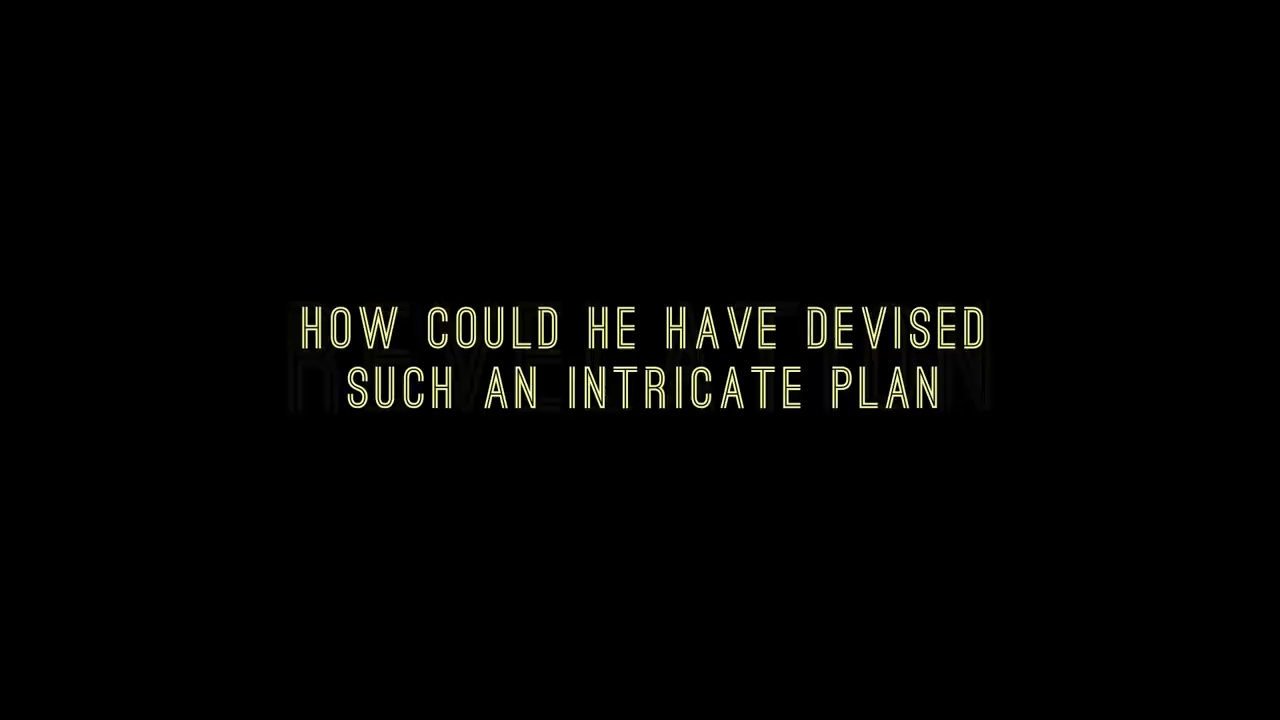 HOW COULD HE HAVE DEVISED
SUCH AN INTRICATE PLAN